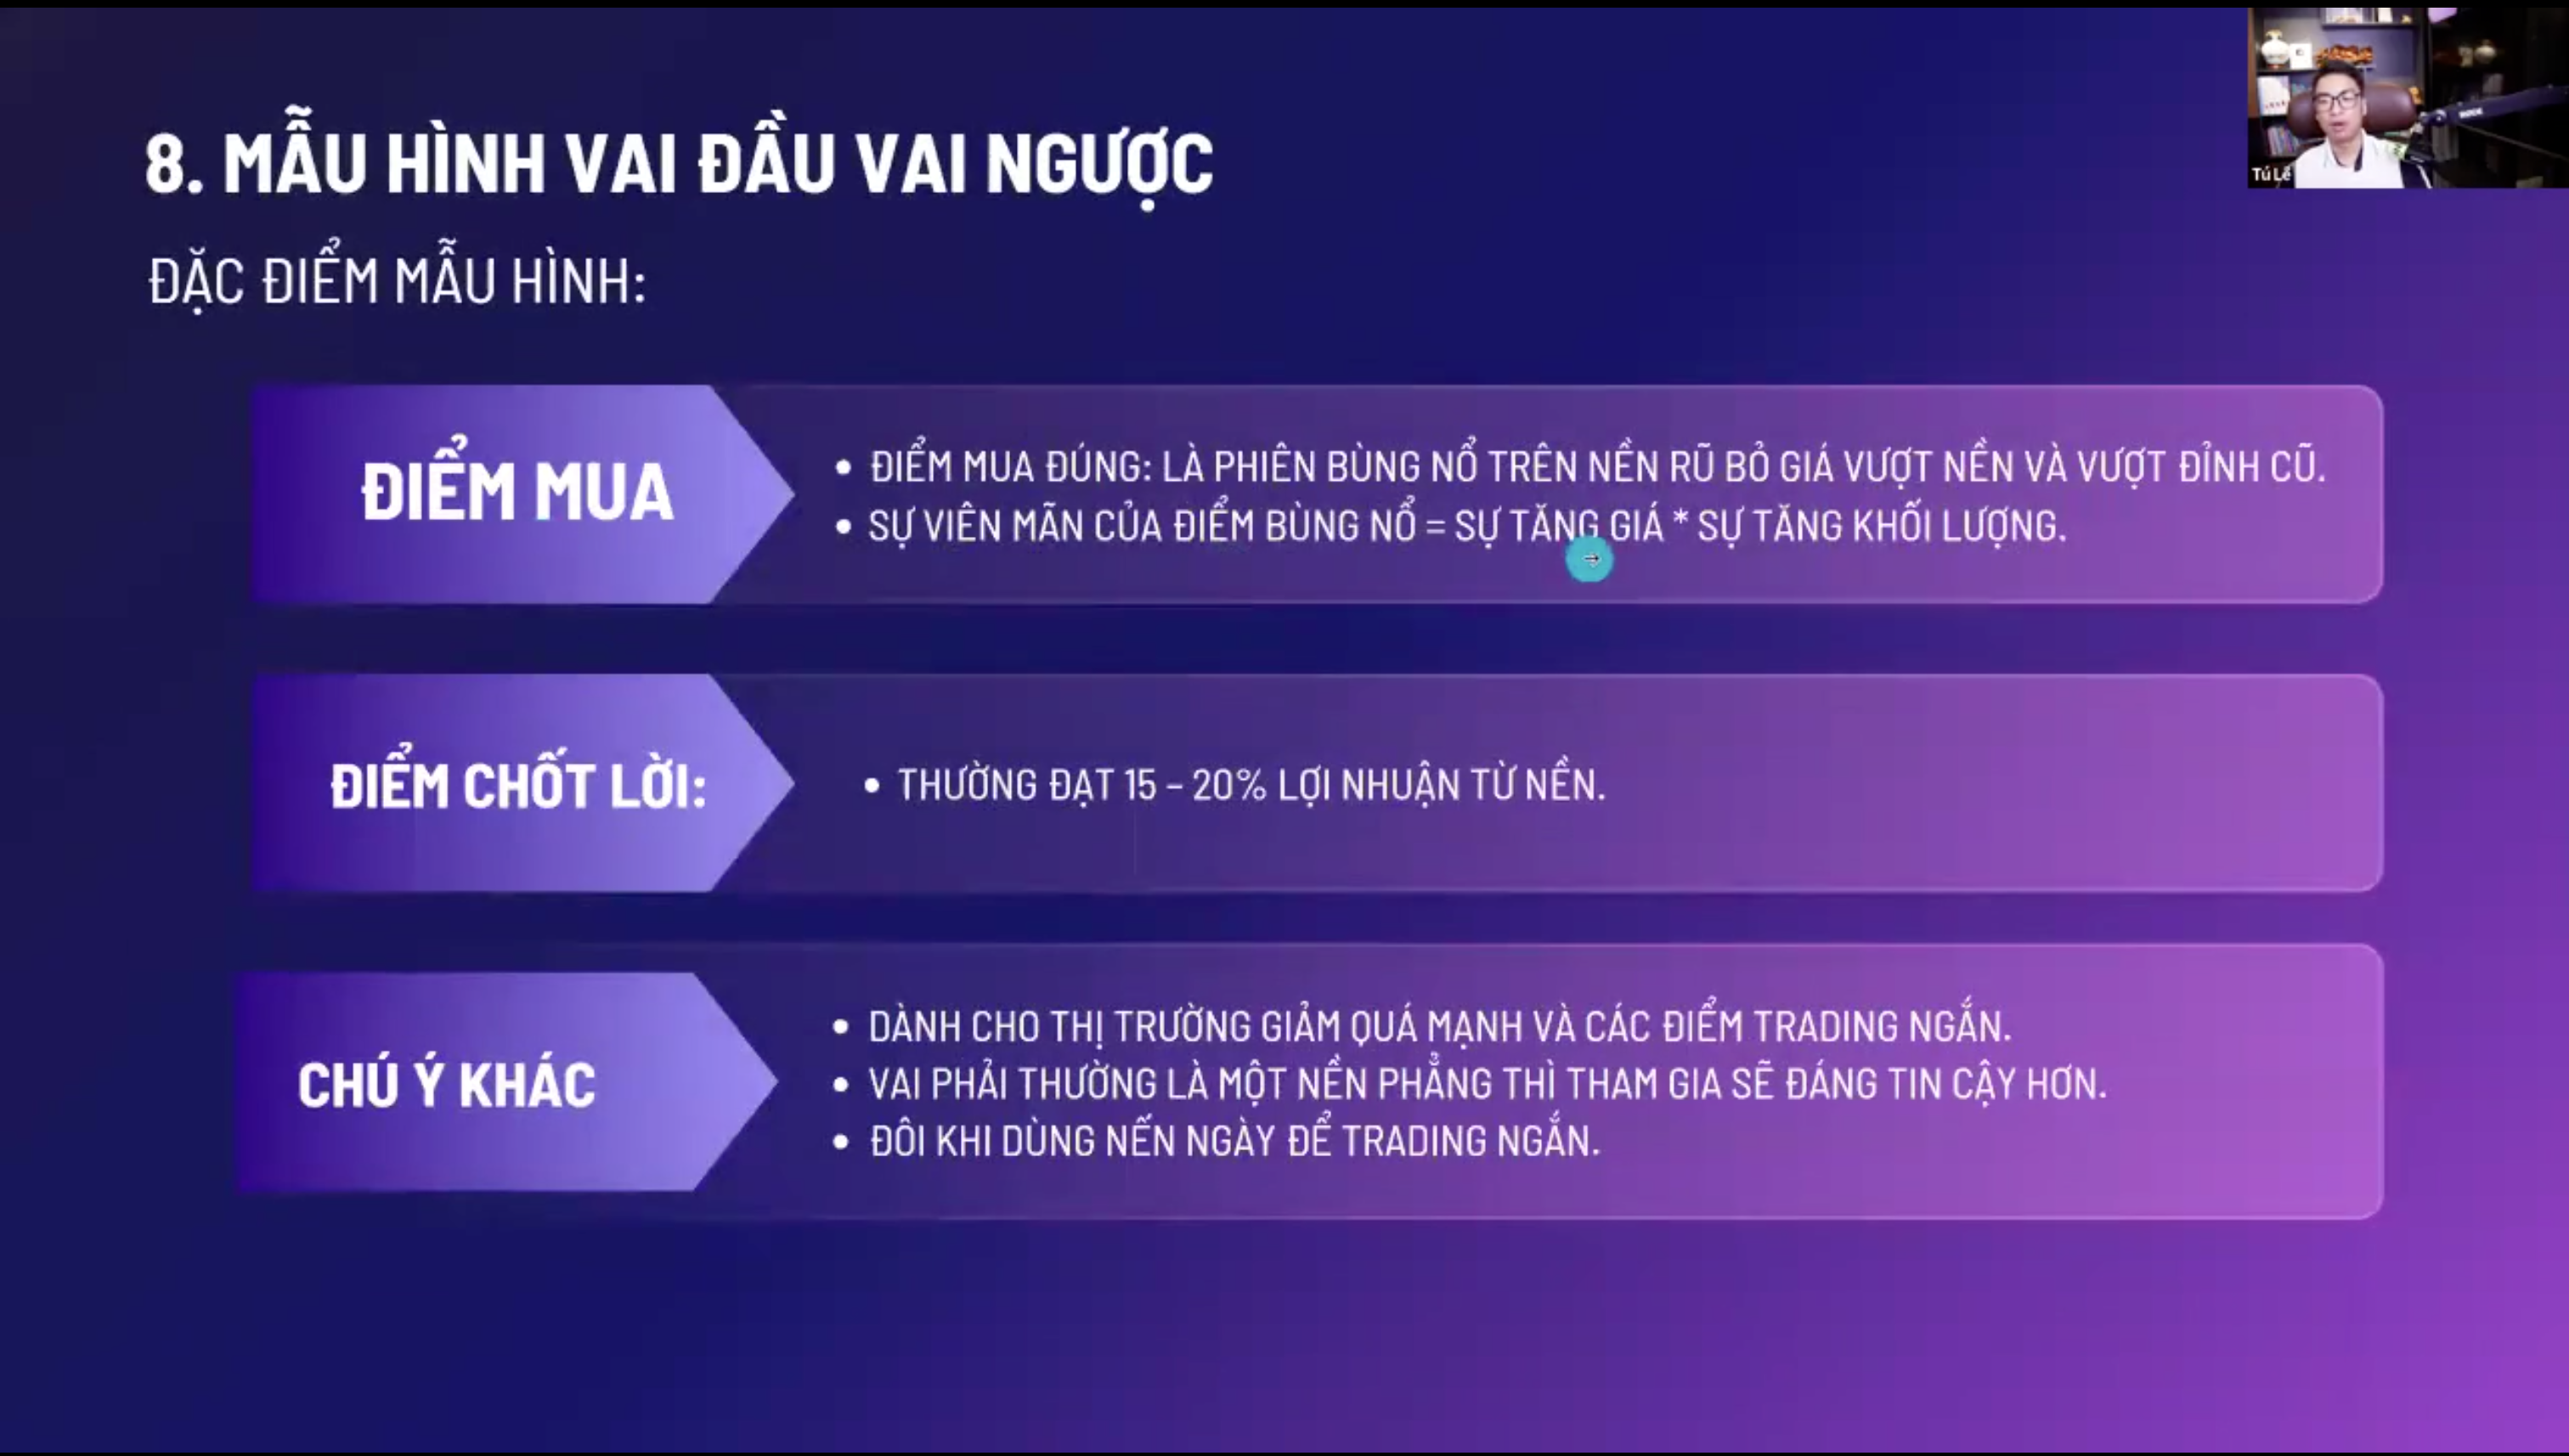 8. MẪU HÌNH VAI ĐẦU VAI NGƯỢC
Tú Lê
ĐẶC ĐIỂM MẪU HÌNH:
ĐIỂM MUA
• ĐIỂM MUA ĐÚNG: LÀ PHIÊN BÙNG NỔ TRÊN NỀN RŨ BỎ GIÁ VƯỢT NỀN VÀ VƯỢT ĐỈNH CŨ.
• SỰ VIÊN MÃN CỦA ĐIỂM BÙNG NỔ = SỰ TĂNG GIÁ * SỰ TĂNG KHỐI LƯỢNG.
ĐIỂM CHỐT LỜI:
• THƯỜNG ĐẠT 15 – 20% LỢI NHUẬN TỪ NỀN.
CHÚ Ý KHÁC
• DÀNH CHO THỊ TRƯỜNG GIẢM QUÁ MẠNH VÀ CÁC ĐIỂM TRADING NGẮN.
• VAI PHẢI THƯỜNG LÀ MỘT NỀN PHẲNG THÌ THAM GIA SẼ ĐÁNG TIN CẬY HƠN.
• ĐÔI KHI DÙNG NẾN NGÀY ĐỂ TRADING NGẮN.